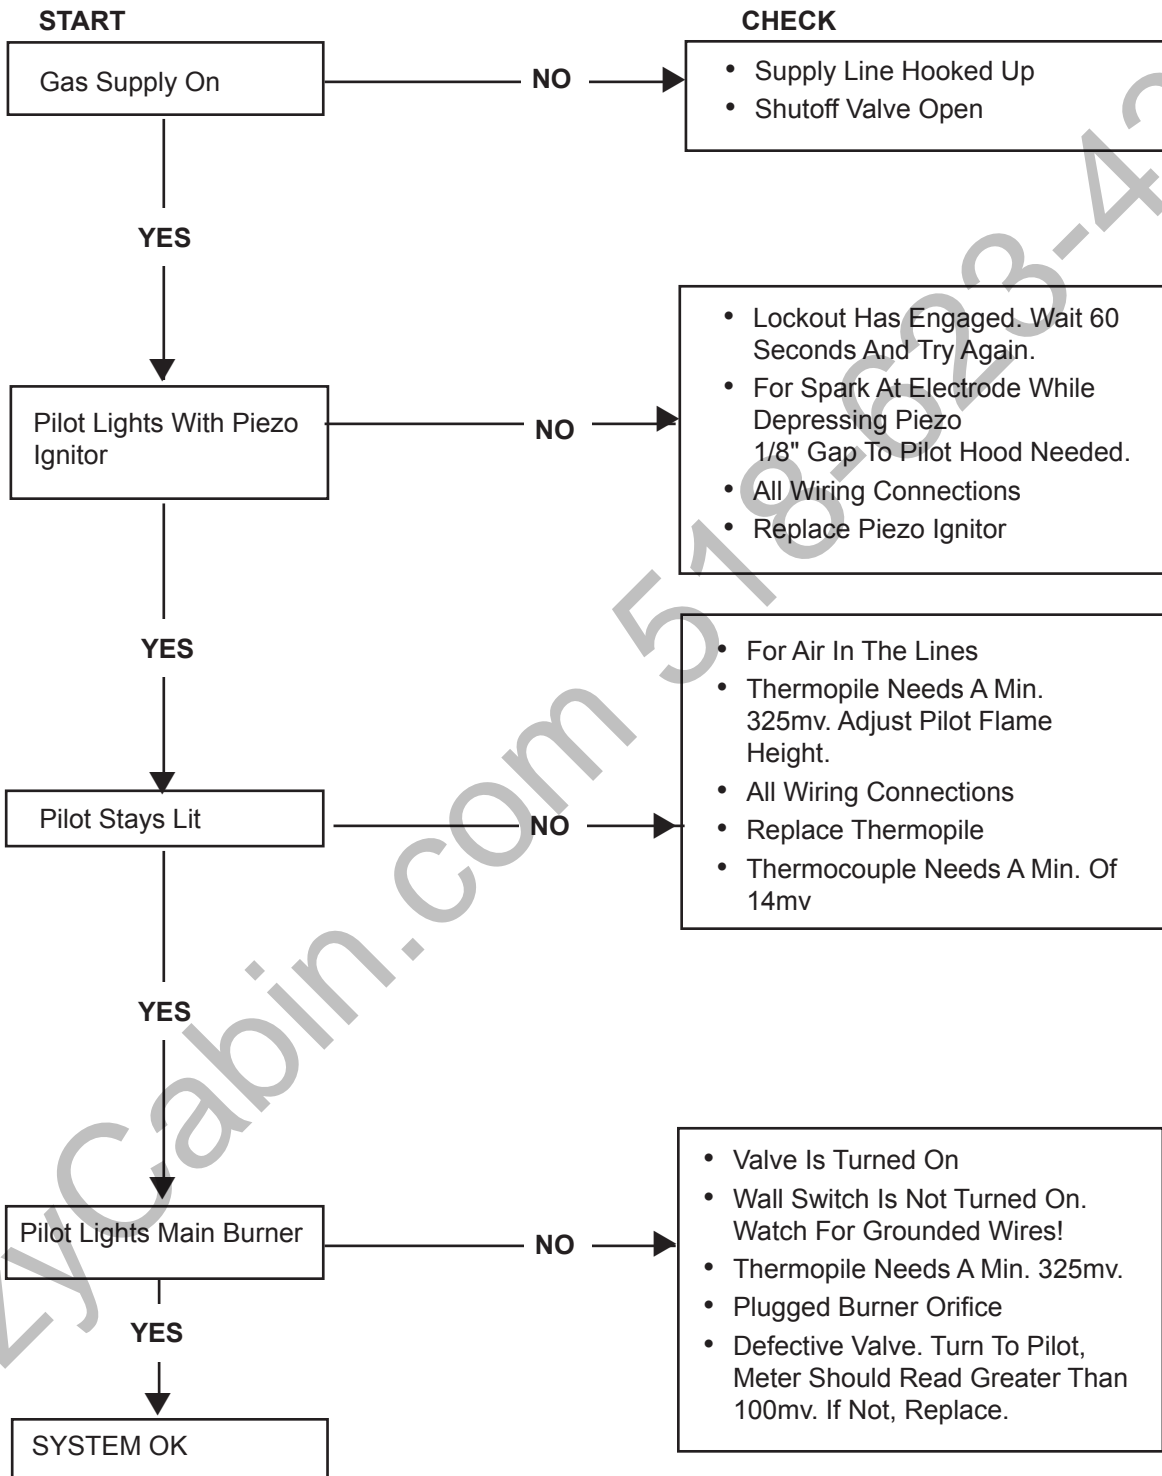 START
CHECK
Gas Supply On
NO
• Supply Line Hooked Up
• Shutoff Valve Open
YES
Pilot Lights With Piezo
Ignitor
NO
• Lockout Has Engaged. Wait 60
Seconds And Try Again.
• For Spark At Electrode While
Depressing Piezo
1/8" Gap To Pilot Hood Needed.
• All Wiring Connections
• Replace Piezo Ignitor
YES
Pilot Stays Lit
NO
• For Air In The Lines
• Thermopile Needs A Min.
325mv. Adjust Pilot Flame
Height.
• All Wiring Connections
• Replace Thermopile
• Thermocouple Needs A Min. Of
14mv
YES
Pilot Lights Main Burner
NO
• Valve Is Turned On
• Wall Switch Is Not Turned On.
Watch For Grounded Wires!
• Thermopile Needs A Min. 325mv.
• Plugged Burner Orifice
• Defective Valve. Turn To Pilot,
Meter Should Read Greater Than
100mv. If Not, Replace.
YES
SYSTEM OK
zyCabin.com 518-623-4